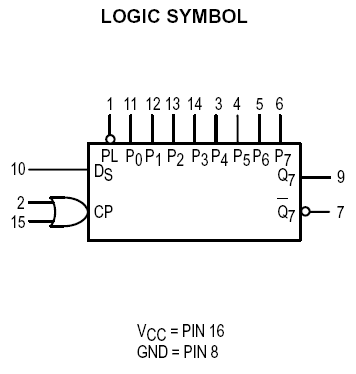 LOGIC SYMBOL
1 11 12 13 14 3 4 5 6
PL P0 P1 P2 P3 P4 P5 P6 P7
10 DS Q7 9
2
15 CP Q̅7 7
VCC = PIN 16
GND = PIN 8